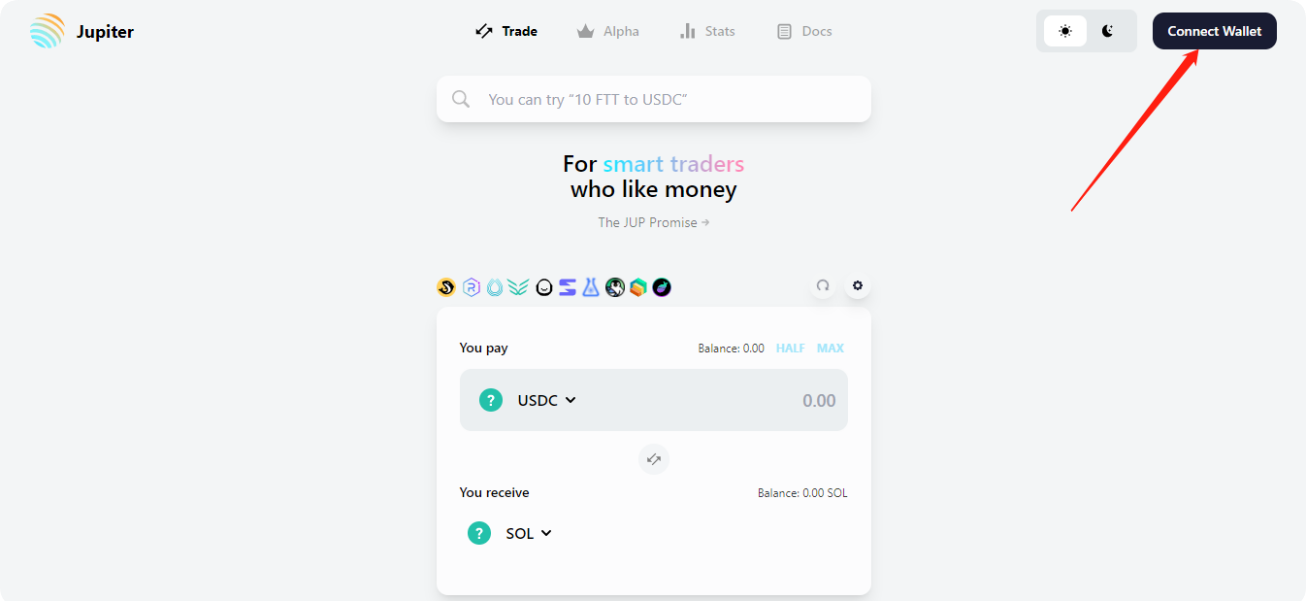 Jupiter
Trade
Alpha
Stats
Docs
Connect Wallet
You can try “10 FTT to USDC”
For smart traders
who like money
The JUP Promise →
You pay
Balance: 0.00 HALF MAX
? USDC
0.00
You receive
Balance: 0.00 SOL
? SOL